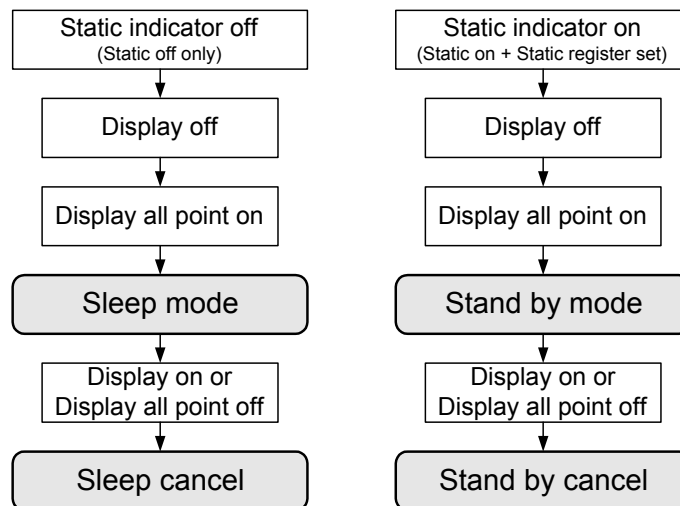 Static indicator off
(Static off only)
Display off
Display all point on
Sleep mode
Display on or
Display all point off
Sleep cancel
Static indicator on
(Static on + Static register set)
Display off
Display all point on
Stand by mode
Display on or
Display all point off
Stand by cancel